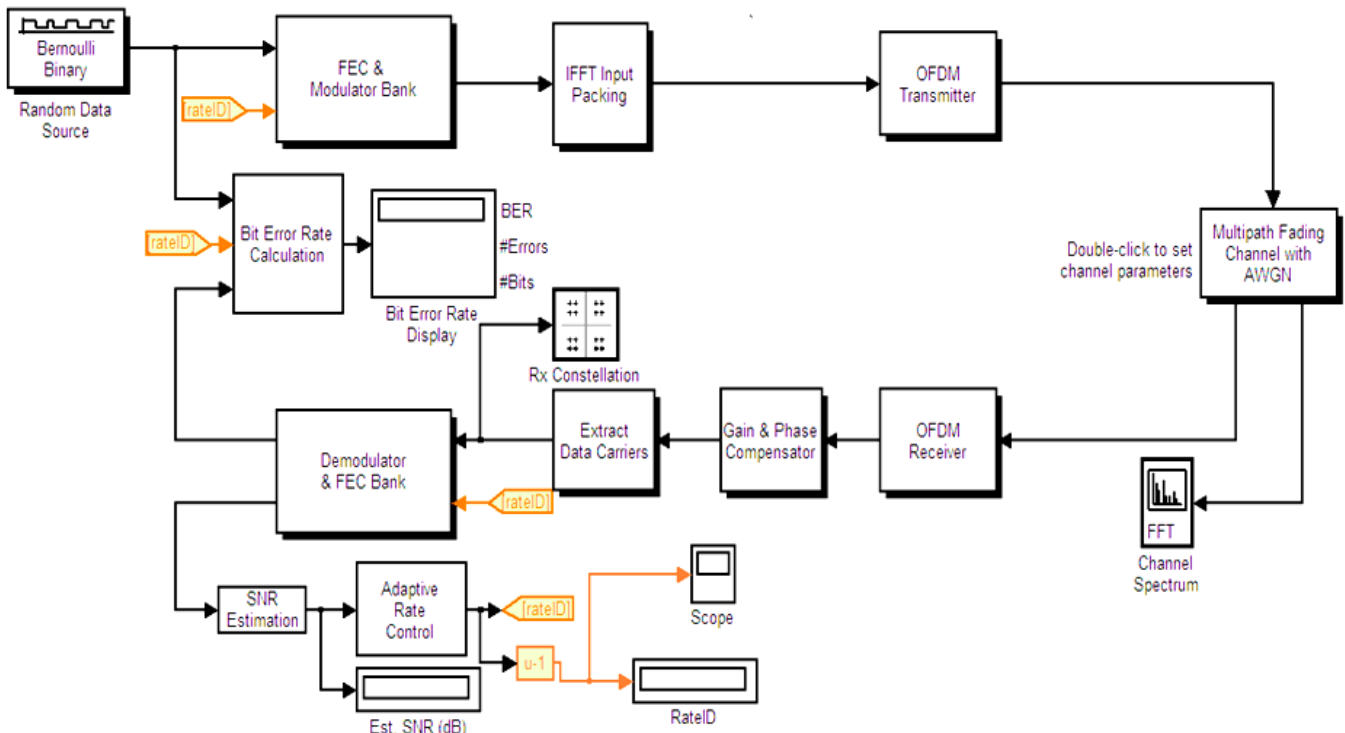 Bernoulli
Binary
Random Data
Source
[rateID]
FEC &
Modulator Bank
IFFT Input
Packing
OFDM
Transmitter
[rateID]
Bit Error Rate
Calculation
BER
#Errors
#Bits
Bit Error Rate
Display
Double-click to set
channel parameters
Multipath Fading
Channel with
AWGN
Rx Constellation
Demodulator
& FEC Bank
Extract
Data Carriers
Gain & Phase
Compensator
OFDM
Receiver
[rateID]
FFT
Channel
Spectrum
SNR
Estimation
Adaptive
Rate
Control
[rateID]
Scope
u-1
RateID
Est. SNR (dB)